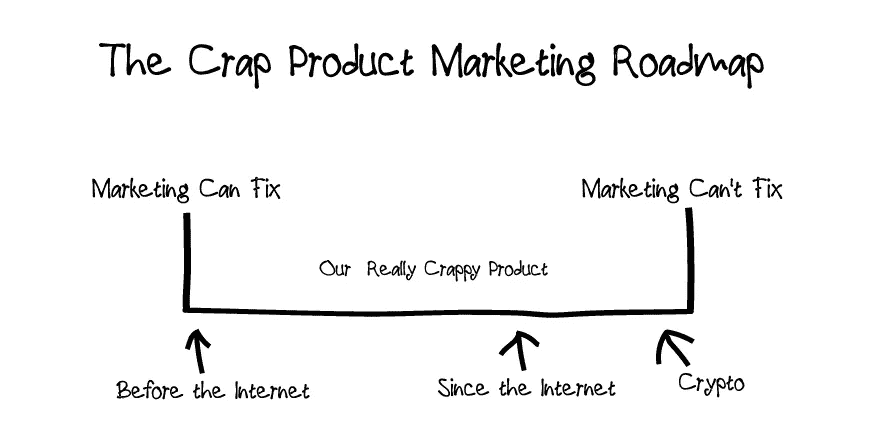 The Crap Product Marketing Roadmap
Marketing Can Fix
Marketing Can't Fix
Our Really Crappy Product
Before the Internet
Since the Internet
Crypto